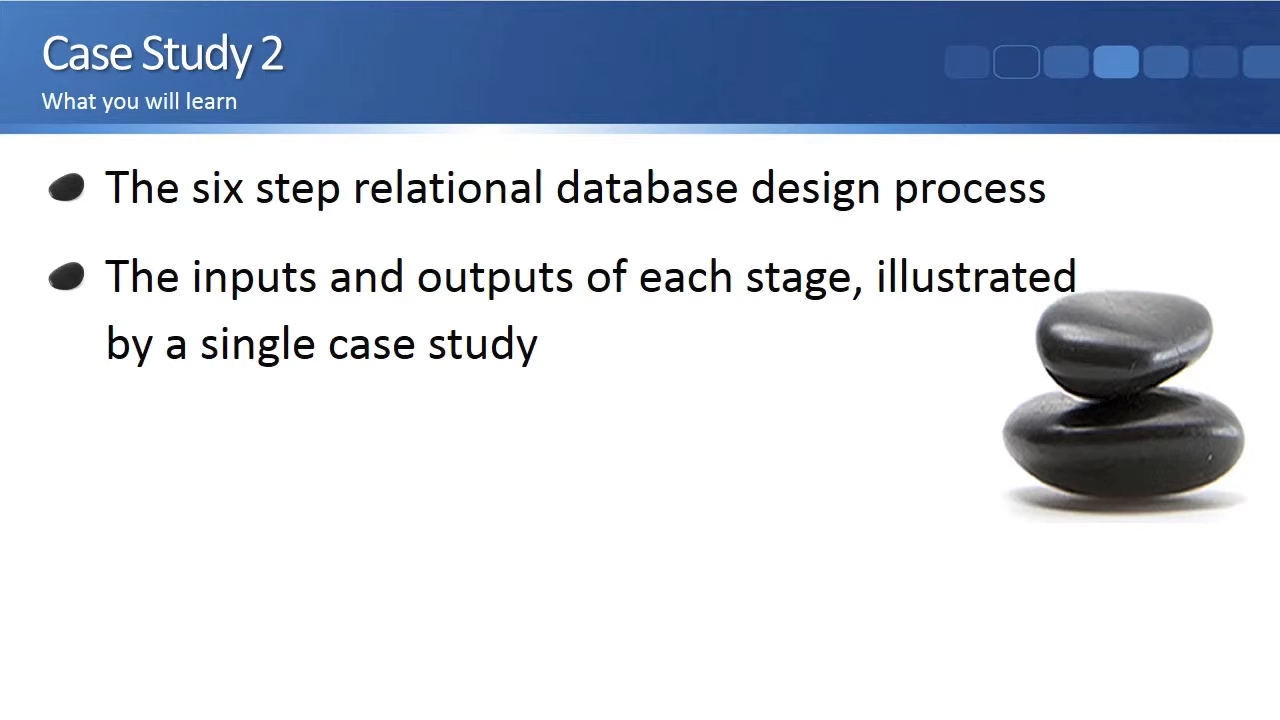 Case Study 2
What you will learn
The six step relational database design process
The inputs and outputs of each stage, illustrated
by a single case study